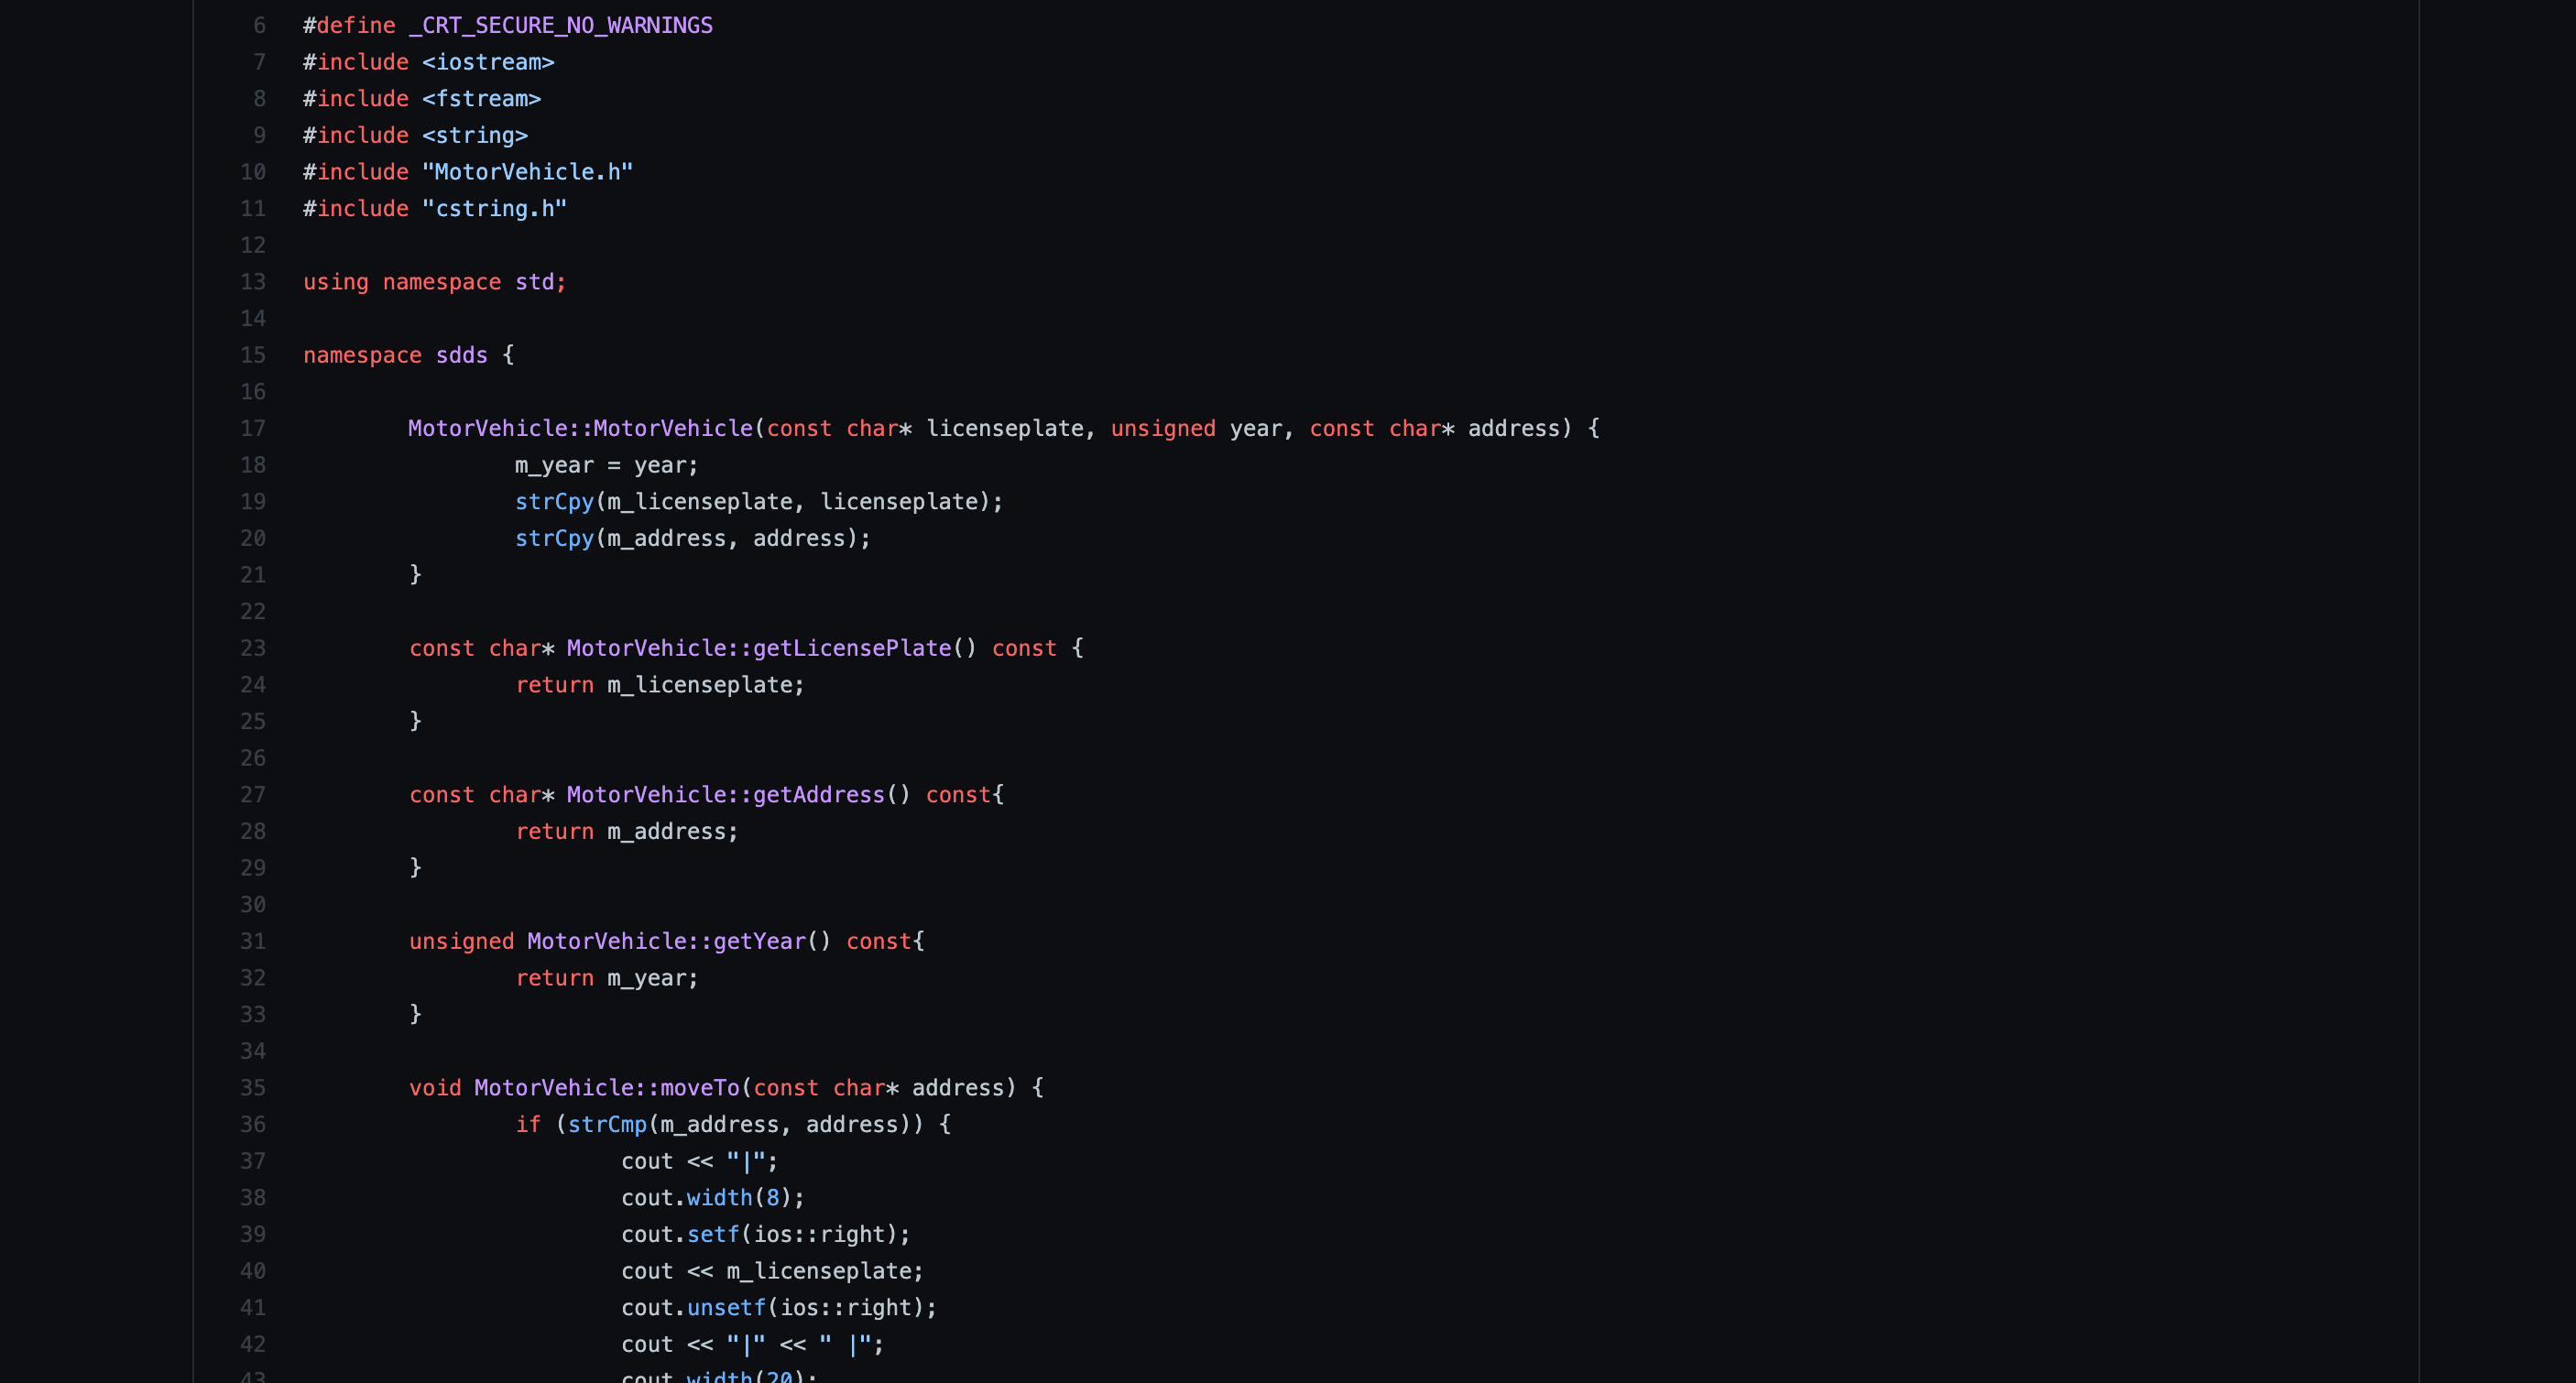 6 #define _CRT_SECURE_NO_WARNINGS
7 #include <iostream>
8 #include <fstream>
9 #include <string>
10 #include "MotorVehicle.h"
11 #include "cstring.h"
12
13 using namespace std;
14
15 namespace sdds {
16
17 MotorVehicle::MotorVehicle(const char* licenseplate, unsigned year, const char* address) {
18 m_year = year;
19 strCpy(m_licenseplate, licenseplate);
20 strCpy(m_address, address);
21 }
22
23 const char* MotorVehicle::getLicensePlate() const {
24 return m_licenseplate;
25 }
26
27 const char* MotorVehicle::getAddress() const{
28 return m_address;
29 }
30
31 unsigned MotorVehicle::getYear() const{
32 return m_year;
33 }
34
35 void MotorVehicle::moveTo(const char* address) {
36 if (strCmp(m_address, address)) {
37 cout << "|";
38 cout.width(8);
39 cout.setf(ios::right);
40 cout << m_licenseplate;
41 cout.unsetf(ios::right);
42 cout << "|" << " |";
43 cout.width(20);